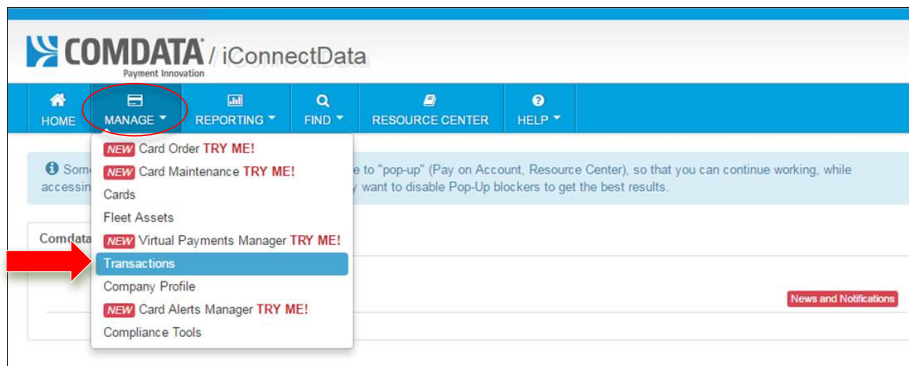 COMDATA / iConnectData
Payment Innovation
HOME MANAGE REPORTING FIND RESOURCE CENTER HELP
NEW Card Order TRY ME!
Som e to "pop-up" (Pay on Account, Resource Center), so that you can continue working, while
NEW Card Maintenance TRY ME!
accessin want to disable Pop-Up blockers to get the best results.
Cards
Fleet Assets
Comdata
NEW Virtual Payments Manager TRY ME!
Transactions
Company Profile
News and Notifications
NEW Card Alerts Manager TRY ME!
Compliance Tools